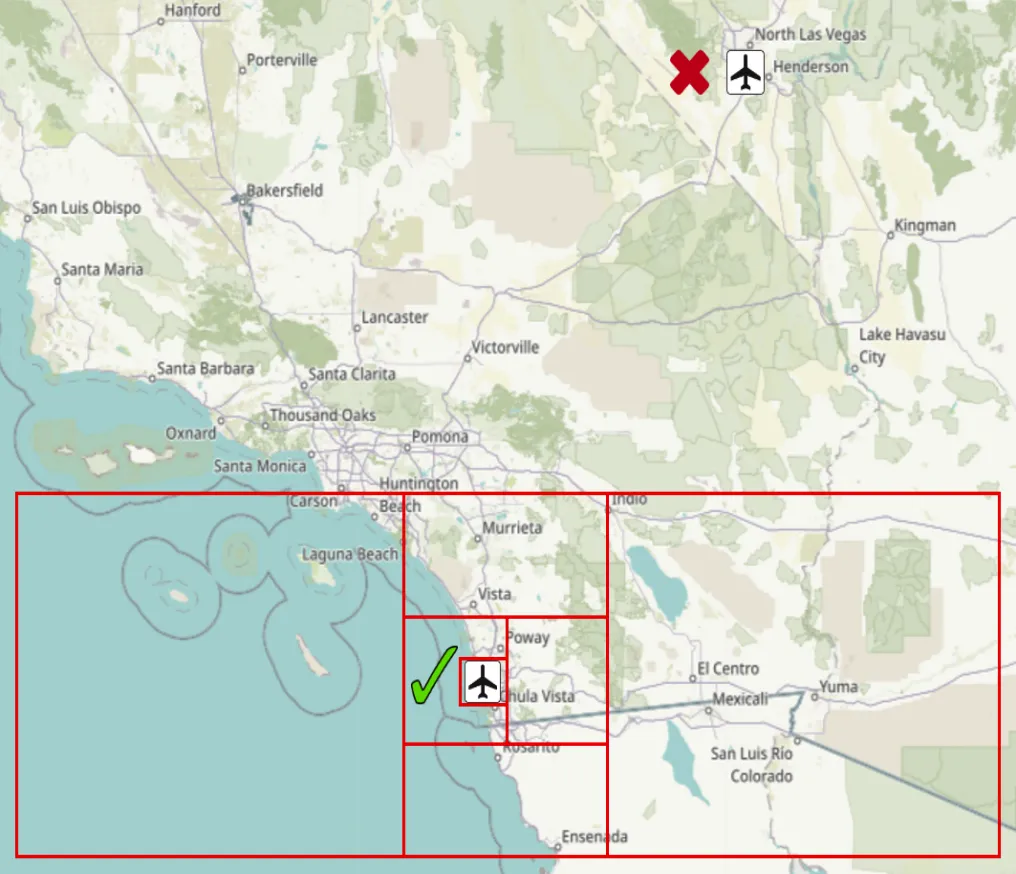 Hanford
North Las Vegas
Porterville
Henderson
Bakersfield
San Luis Obispo
Kingman
Santa Maria
Lancaster
Lake Havasu
City
Victorville
Santa Barbara
Santa Clarita
Thousand Oaks
Oxnard
Pomona
Santa Monica
Huntington
Beach
Carson
Indio
Murrieta
Laguna Beach
Vista
Poway
El Centro
Yuma
hula Vista
Mexicali
Rosarito
San Luis Río
Colorado
Ensenada